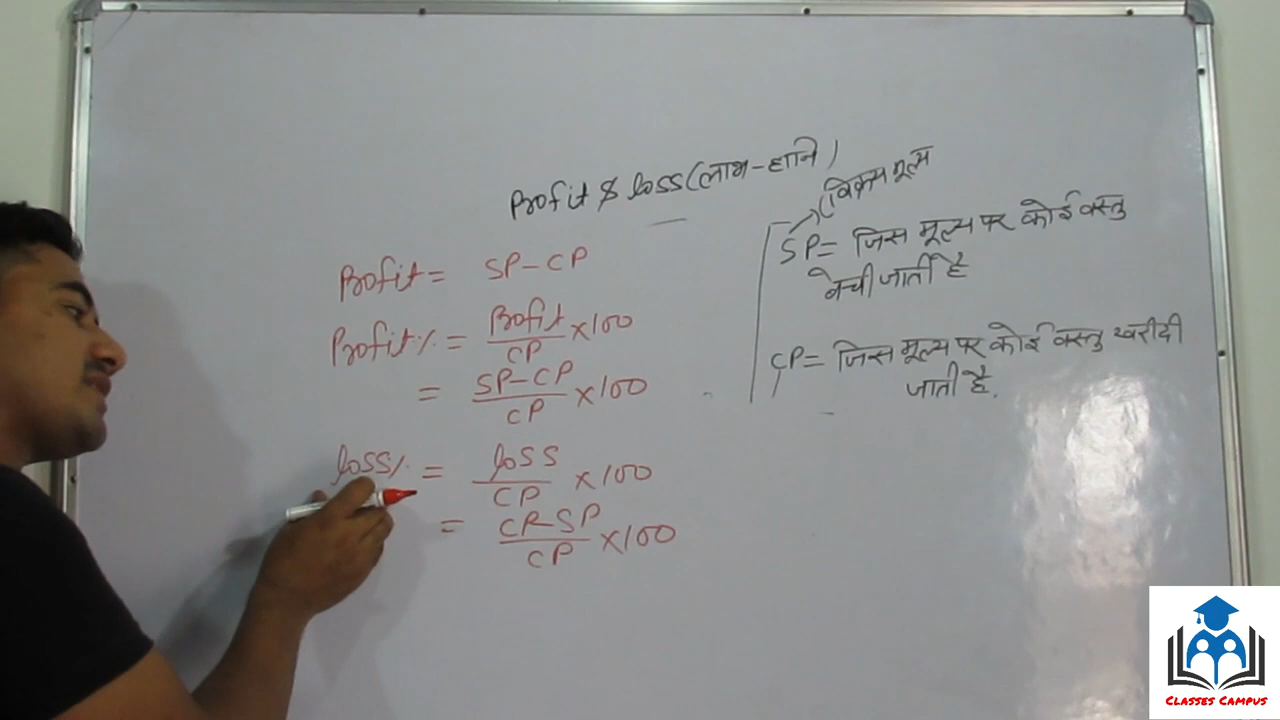 Profit & loss (लाभ-हानि)
Profit = SP-CP
Profit% = Profit/CP ×100
= SP-CP/CP ×100
loss% = loss/CP ×100
= CP-SP/CP ×100
(विक्रय मूल्य
SP= जिस मूल्य पर कोई वस्तु
बेची जाती है
CP= जिस मूल्य पर कोई वस्तु खरीदी
जाती है.
CLASSES CAMPUS